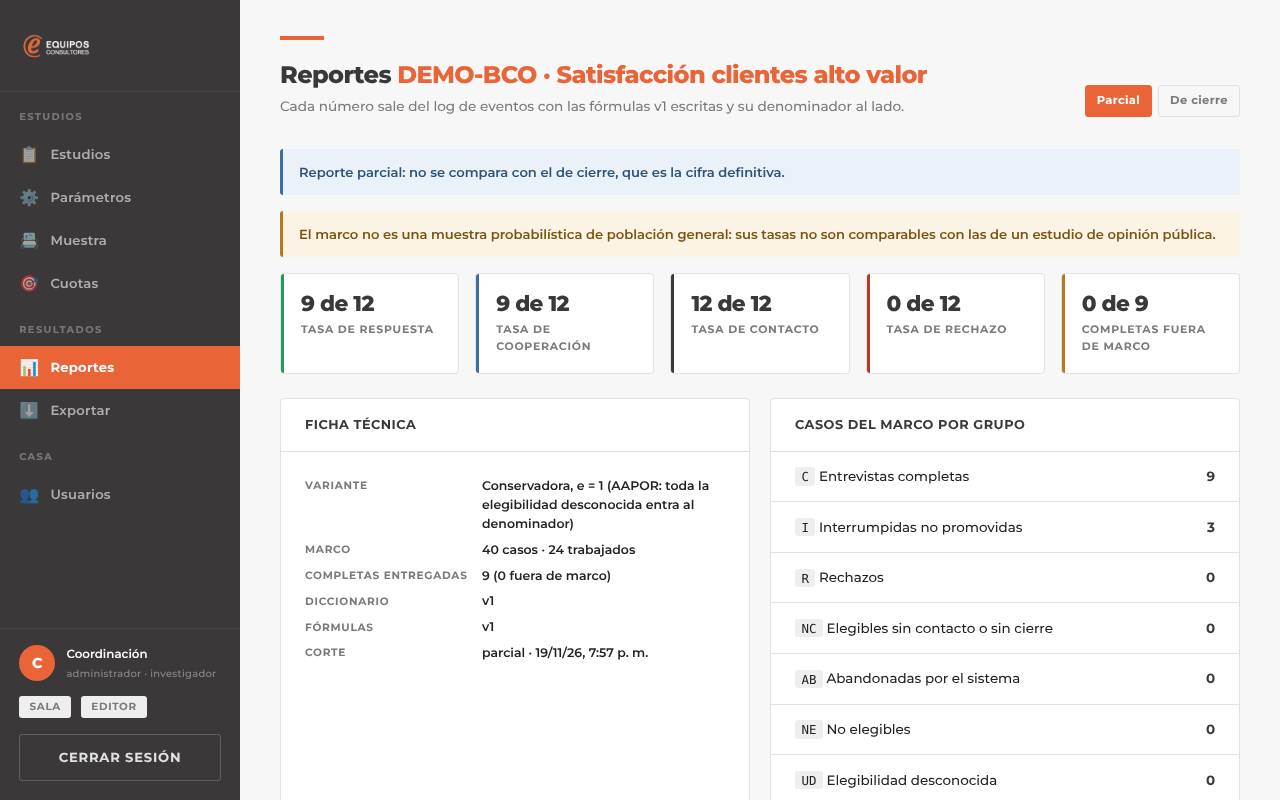 EQUIPOS
CONSULTORES
ESTUDIOS
Estudios
Parámetros
Muestra
Cuotas
RESULTADOS
Reportes
Exportar
CASA
Usuarios
C
Coordinación
administrador · investigador
SALA EDITOR
CERRAR SESIÓN
Reportes DEMO-BCO · Satisfacción clientes alto valor
Cada número sale del log de eventos con las fórmulas v1 escritas y su denominador al lado.
Parcial De cierre
Reporte parcial: no se compara con el de cierre, que es la cifra definitiva.
El marco no es una muestra probabilística de población general: sus tasas no son comparables con las de un estudio de opinión pública.
9 de 12
TASA DE RESPUESTA
9 de 12
TASA DE
COOPERACIÓN
12 de 12
TASA DE CONTACTO
0 de 12
TASA DE RECHAZO
0 de 9
COMPLETAS FUERA
DE MARCO
FICHA TÉCNICA
VARIANTE Conservadora, e = 1 (AAPOR: toda la
elegibilidad desconocida entra al
denominador)
MARCO 40 casos · 24 trabajados
COMPLETAS ENTREGADAS 9 (0 fuera de marco)
DICCIONARIO v1
FÓRMULAS v1
CORTE parcial · 19/11/26, 7:57 p. m.
CASOS DEL MARCO POR GRUPO
C Entrevistas completas 9
I Interrumpidas no promovidas 3
R Rechazos 0
NC Elegibles sin contacto o sin cierre 0
AB Abandonadas por el sistema 0
NE No elegibles 0
UD Elegibilidad desconocida 0